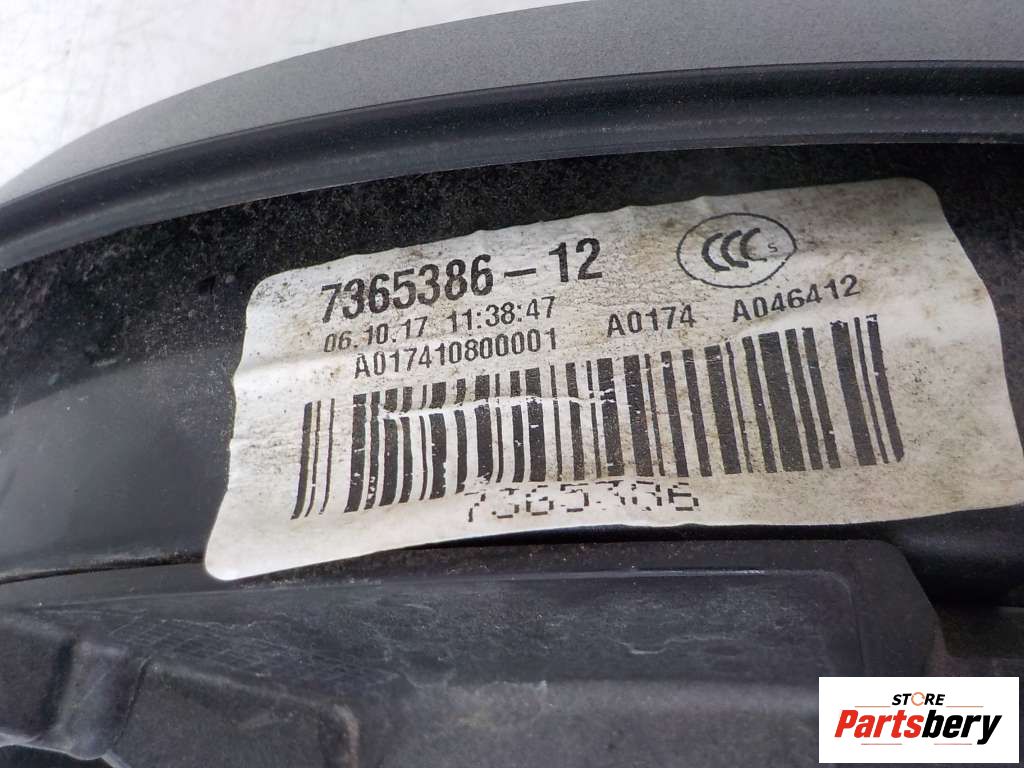 7365386-12
CCC S
06.10.17 11:38:47 A0174 A046412
A017410800001
7365386
STORE
Partsbery